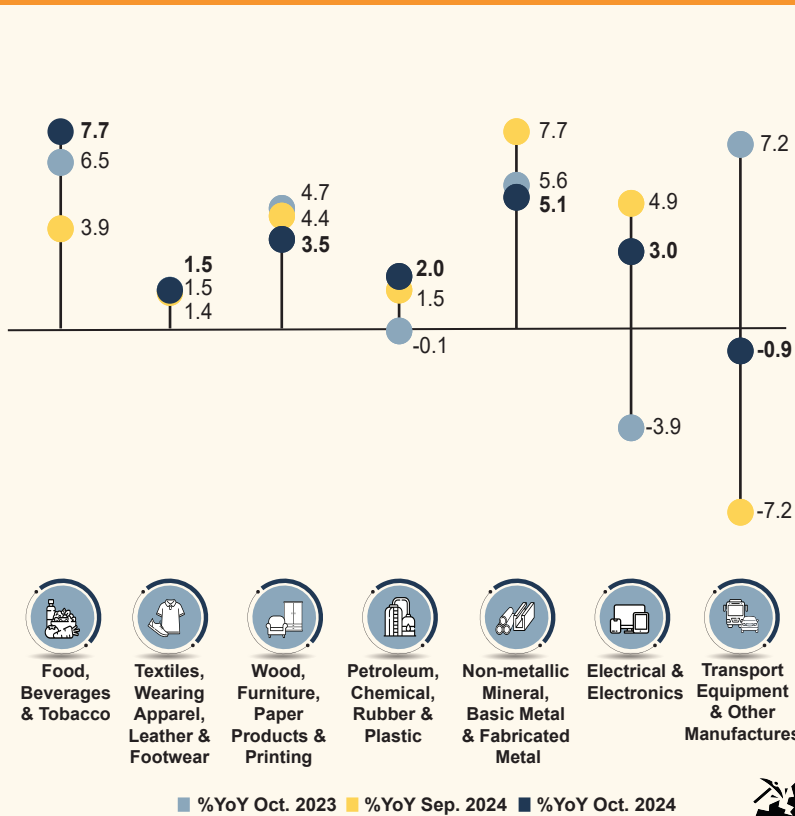 7.7
6.5
3.9
1.5
1.5
1.4
4.7
4.4
3.5
2.0
1.5
-0.1
7.7
5.6
5.1
4.9
3.0
-3.9
7.2
-0.9
-7.2
Food,
Beverages
& Tobacco
Textiles,
Wearing
Apparel,
Leather &
Footwear
Wood,
Furniture,
Paper
Products &
Printing
Petroleum,
Chemical,
Rubber &
Plastic
Non-metallic
Mineral,
Basic Metal
& Fabricated
Metal
Electrical &
Electronics
Transport
Equipment
& Other
Manufactures
%YoY Oct. 2023 %YoY Sep. 2024 %YoY Oct. 2024